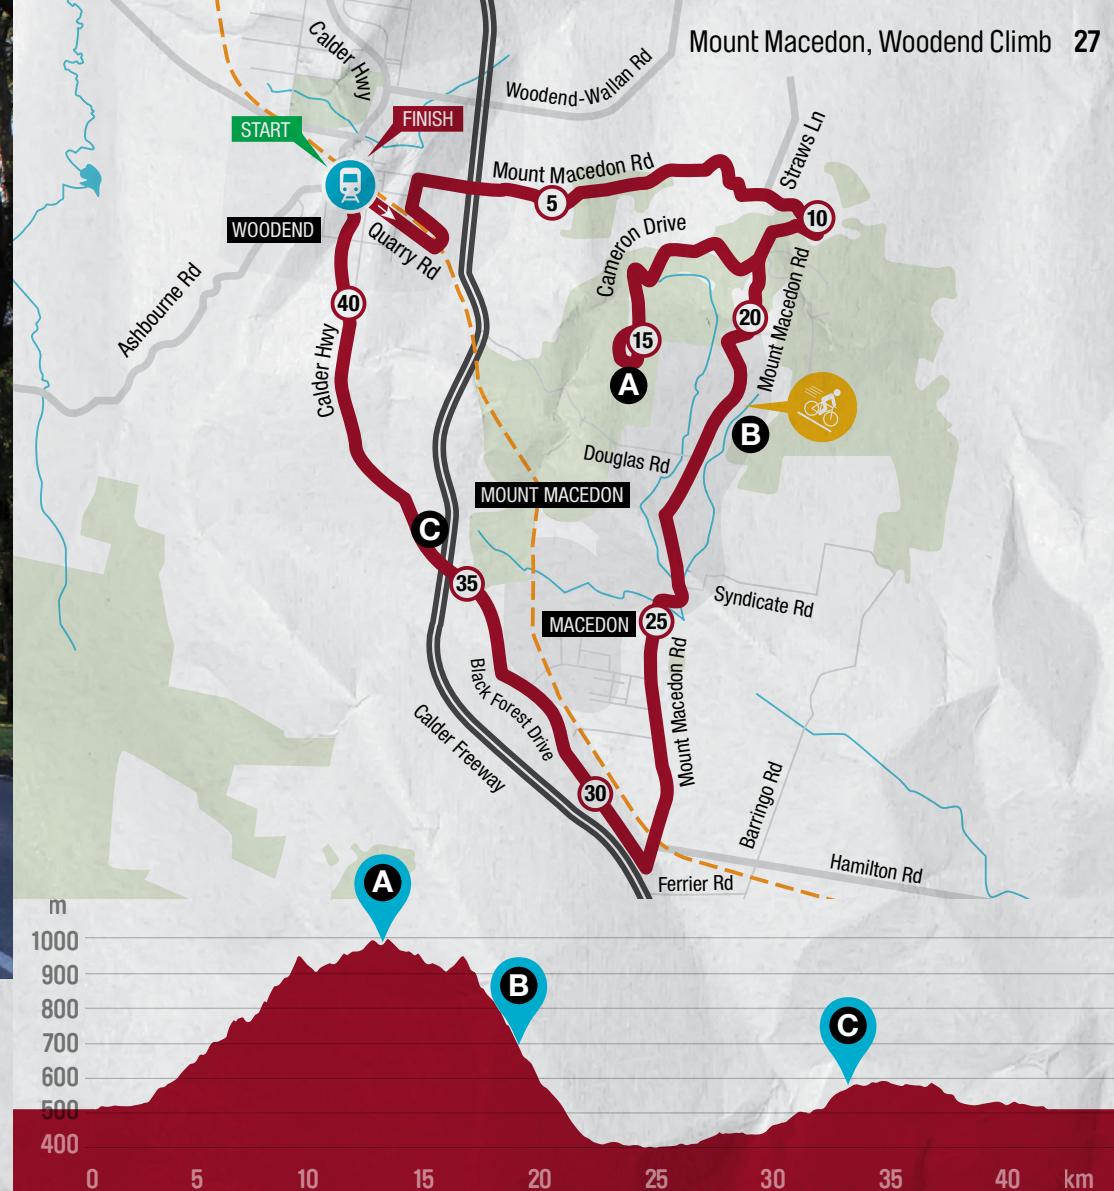 Mount Macedon, Woodend Climb 27
Calder Hwy
Woodend-Wallan Rd
START
FINISH
Straws Ln
Mount Macedon Rd
5
10
WOODEND
Quarry Rd
Cameron Drive
Ashbourne Rd
40
Calder Hwy
15
20
Mount Macedon Rd
A
B
Douglas Rd
MOUNT MACEDON
C
35
Syndicate Rd
MACEDON
25
Mount Macedon Rd
Black Forest Drive
Calder Freeway
30
Barringo Rd
Hamilton Rd
Ferrier Rd
m
A
1000
900
B
800
C
700
600
500
400
0 5 10 15 20 25 30 35 40 km